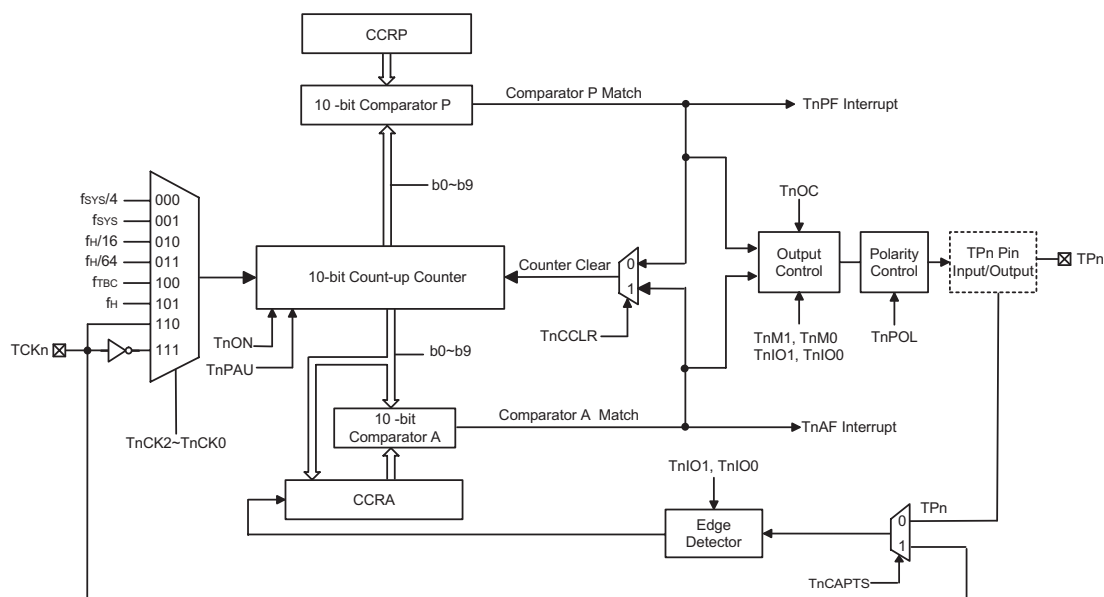 CCRP
10 -bit Comparator P
Comparator P Match
TnPF Interrupt
b0~b9
fSYS/4
000
fSYS
001
fH/16
010
fH/64
011
fTBC
100
fH
101
110
111
TCKn
TnCK2~TnCK0
10-bit Count-up Counter
TnON
TnPAU
Counter Clear
0
1
TnCCLR
TnOC
Output
Control
TnM1, TnM0
TnIO1, TnIO0
Polarity
Control
TnPOL
TPn Pin
Input/Output
TPn
b0~b9
10 -bit
Comparator A
Comparator A Match
TnAF Interrupt
CCRA
TnIO1, TnIO0
Edge
Detector
TPn
0
1
TnCAPTS